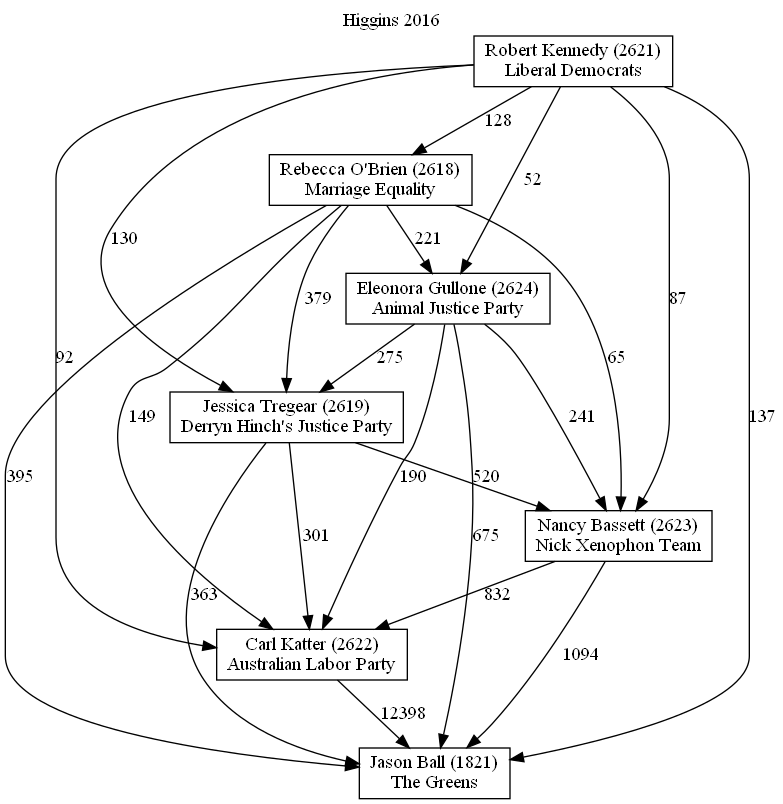 Higgins 2016
Robert Kennedy (2621)
Liberal Democrats
128
Rebecca O'Brien (2618)
Marriage Equality
52
130
221
Eleonora Gullone (2624)
Animal Justice Party
379
87
92
275
65
149
Jessica Tregear (2619)
Derryn Hinch's Justice Party
241
137
395
190
520
Nancy Bassett (2623)
Nick Xenophon Team
301
675
363
832
Carl Katter (2622)
Australian Labor Party
1094
12398
Jason Ball (1821)
The Greens